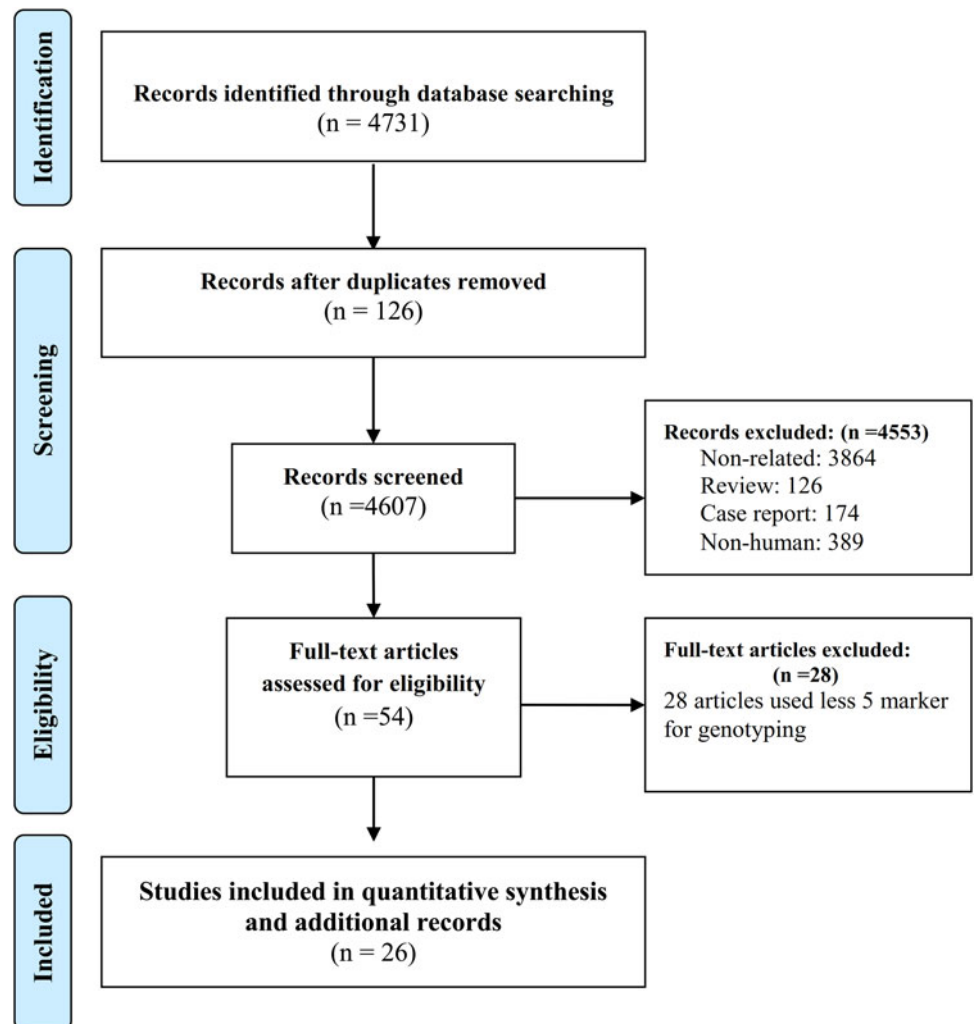 Identification
Records identified through database searching
(n = 4731)
Screening
Records after duplicates removed
(n = 126)
Records screened
(n =4607)
Records excluded: (n =4553)
Non-related: 3864
Review: 126
Case report: 174
Non-human: 389
Eligibility
Full-text articles
assessed for eligibility
(n =54)
Full-text articles excluded:
(n =28)
28 articles used less 5 marker
for genotyping
Included
Studies included in quantitative synthesis
and additional records
(n = 26)